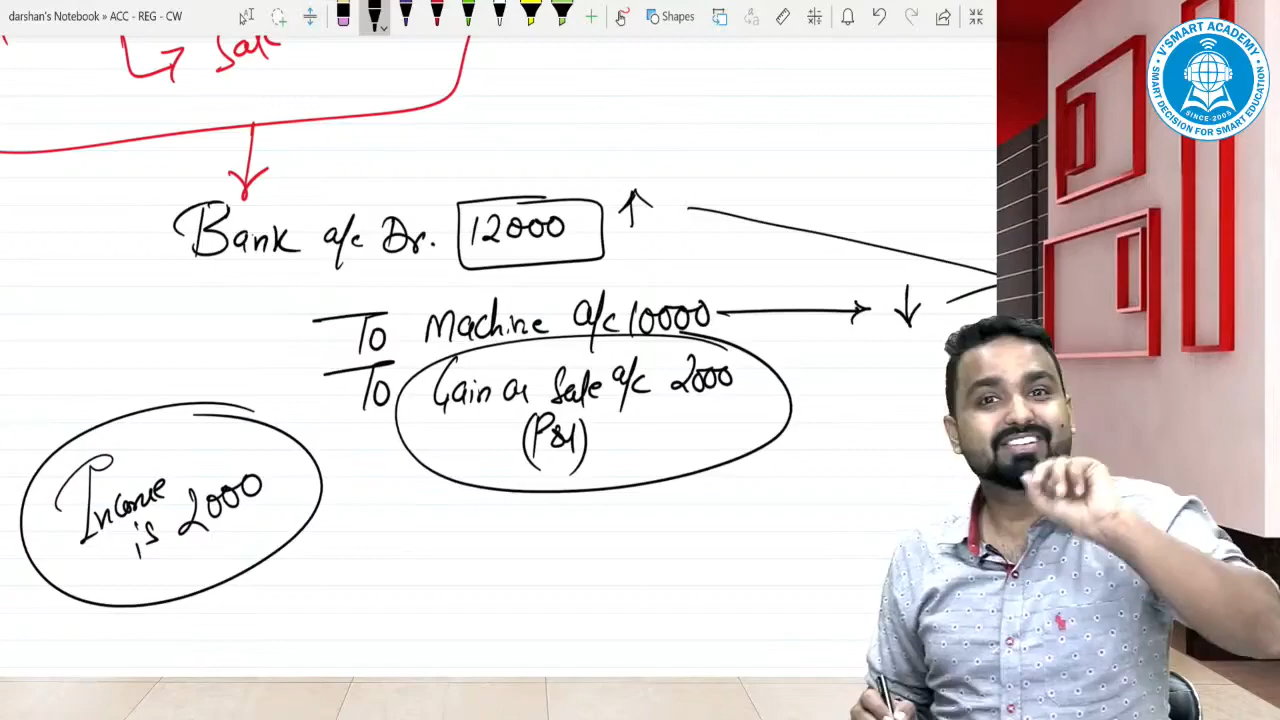 darshan's Notebook » ACC - REG - CW
Shapes
V'SMART ACADEMY
SMART DECISION FOR SMART EDUCATION
SINCE-2005
Sale
Bank a/c Dr. 12000
To Machine a/c 10000
To Gain on Sale a/c 2000
(P&l)
Income
is 2000